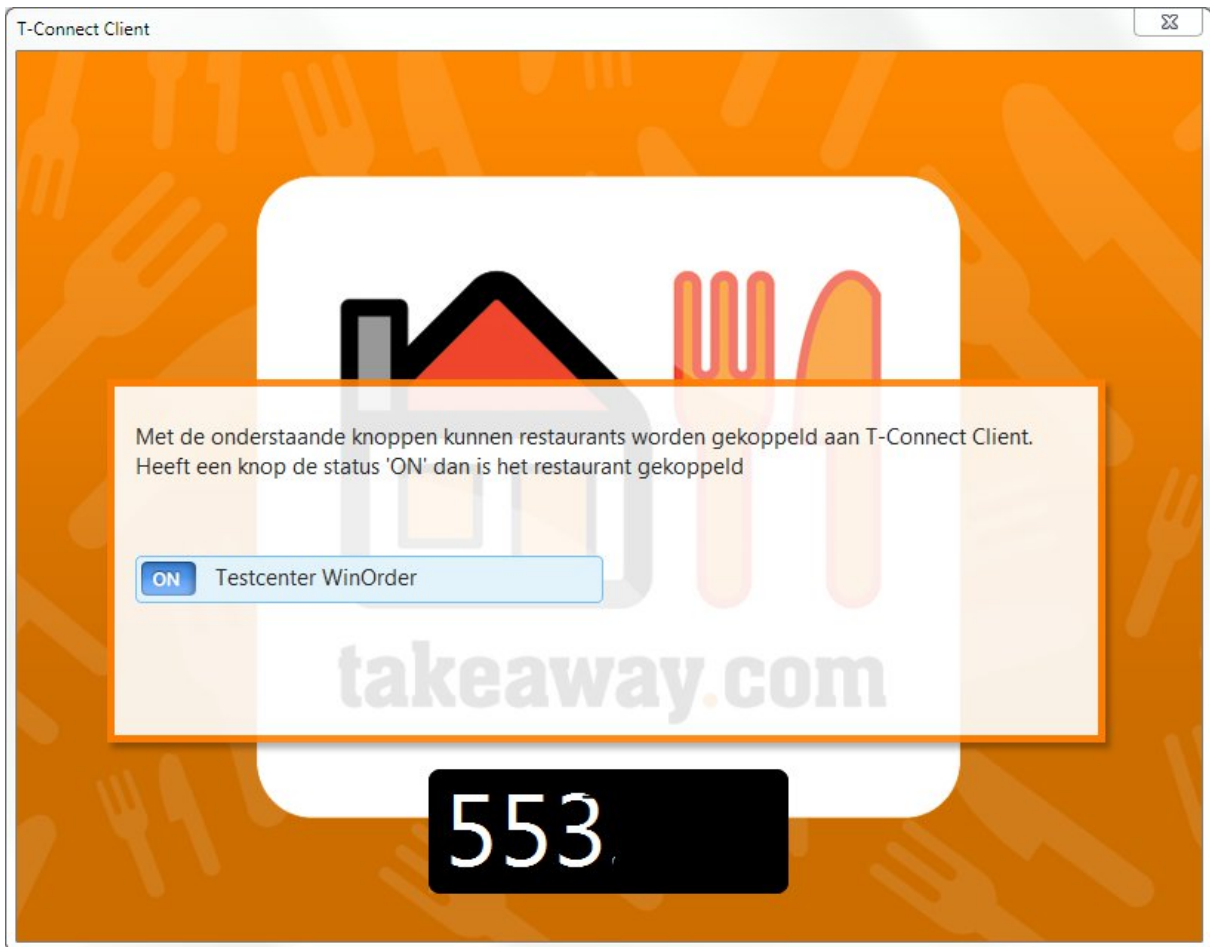 T-Connect Client
Met de onderstaande knoppen kunnen restaurants worden gekoppeld aan T-Connect Client.
Heeft een knop de status 'ON' dan is het restaurant gekoppeld
ON Testcenter WinOrder
takeaway.com
553